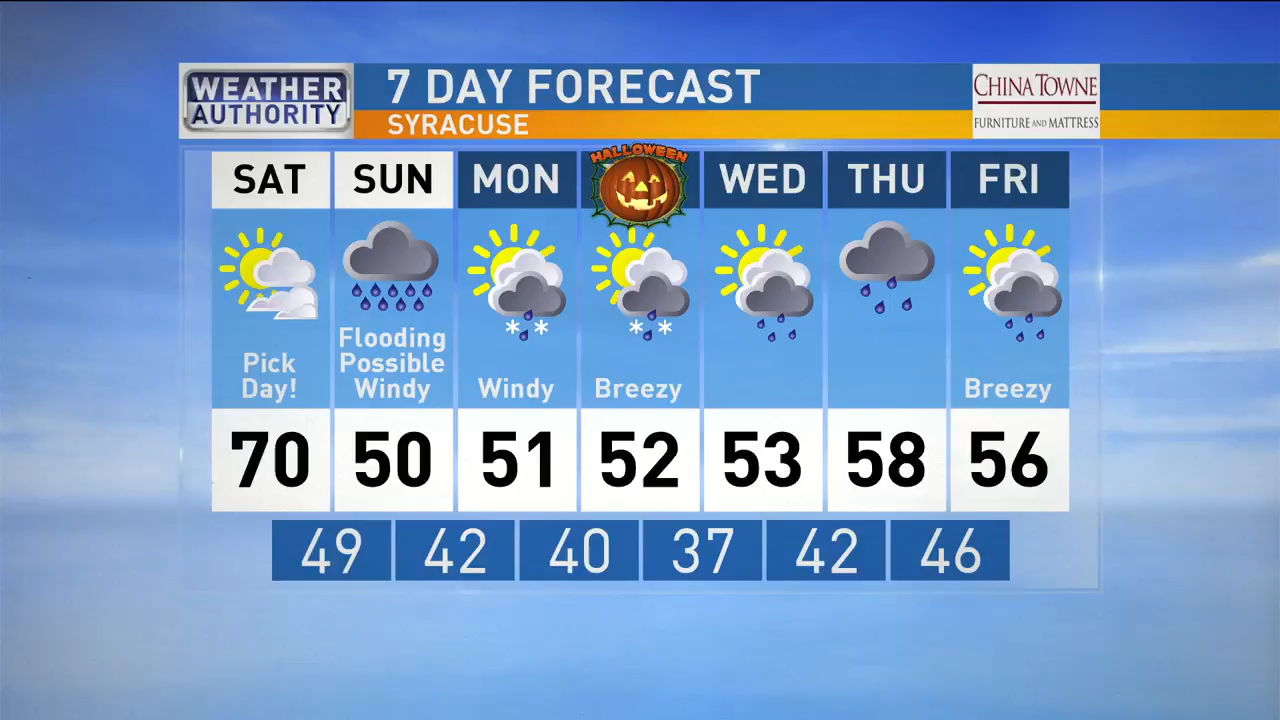 WEATHER
AUTHORITY
7 DAY FORECAST
SYRACUSE
CHINA TOWNE
FURNITURE AND MATTRESS
SAT
SUN
MON
HALLOWEEN
WED
THU
FRI
Pick
Day!
Flooding
Possible
Windy
Windy
Breezy
Breezy
70
50
51
52
53
58
56
49
42
40
37
42
46